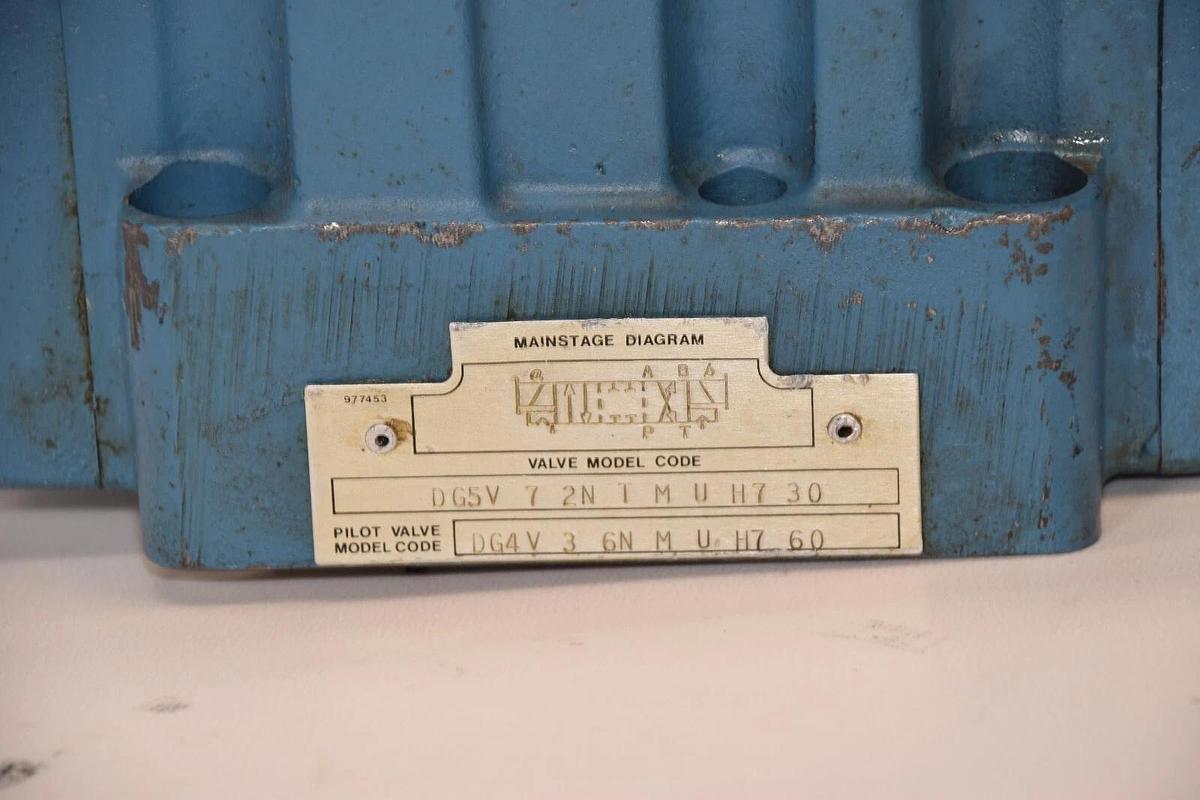 MAINSTAGE DIAGRAM
a A B b
977453
P T
VALVE MODEL CODE
DG5V 7 2N T M U H7 30
PILOT VALVE
MODEL CODE
DG4V 3 6N M U H7 60